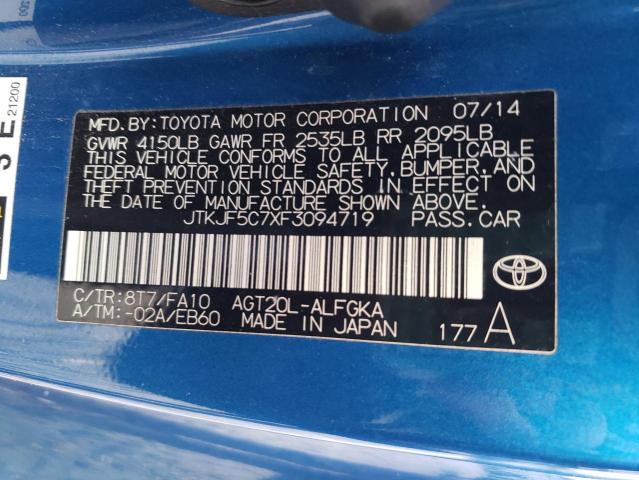 MFD.BY:TOYOTA MOTOR CORPORATION 07/14
GVWR 4150LB GAWR FR 2535LB RR 2095LB
THIS VEHICLE CONFORMS TO ALL APPLICABLE
FEDERAL MOTOR VEHICLE SAFETY,BUMPER,AND
THEFT PREVENTION STANDARDS IN EFFECT ON
THE DATE OF MANUFACTURE SHOWN ABOVE.
JTKJF5C7XF3094719 PASS.CAR
C/TR:8T7/FA10 AGT20L-ALFGKA
A/TM:-02A/EB60 MADE IN JAPAN
177A
S E
21200